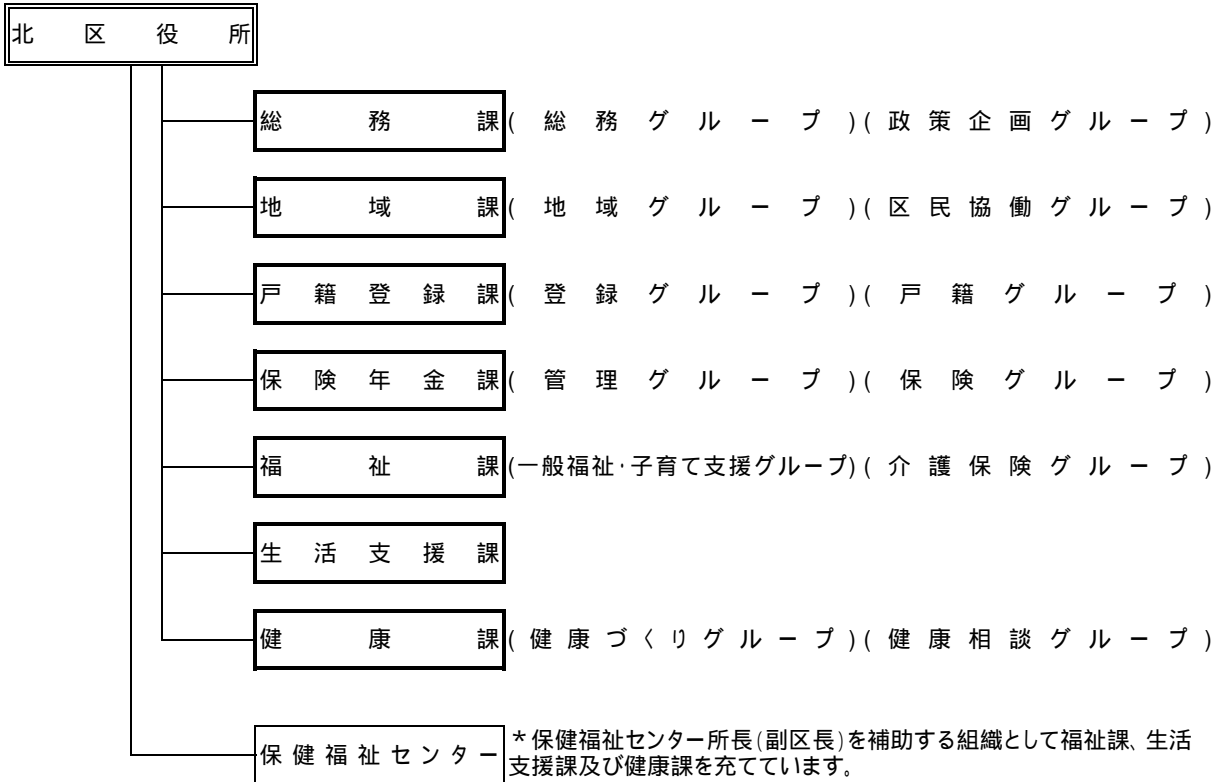 北区役所
総務課(総務グループ)(政策企画グループ)
地域課(地域グループ)(区民協働グループ)
戸籍登録課(登録グループ)(戸籍グループ)
保険年金課(管理グループ)(保険グループ)
福祉課(一般福祉・子育て支援グループ)(介護保険グループ)
生活支援課
健康課(健康づくりグループ)(健康相談グループ)
保健福祉センター
*保健福祉センター所長(副区長)を補助する組織として福祉課、生活
支援課及び健康課を充てています。